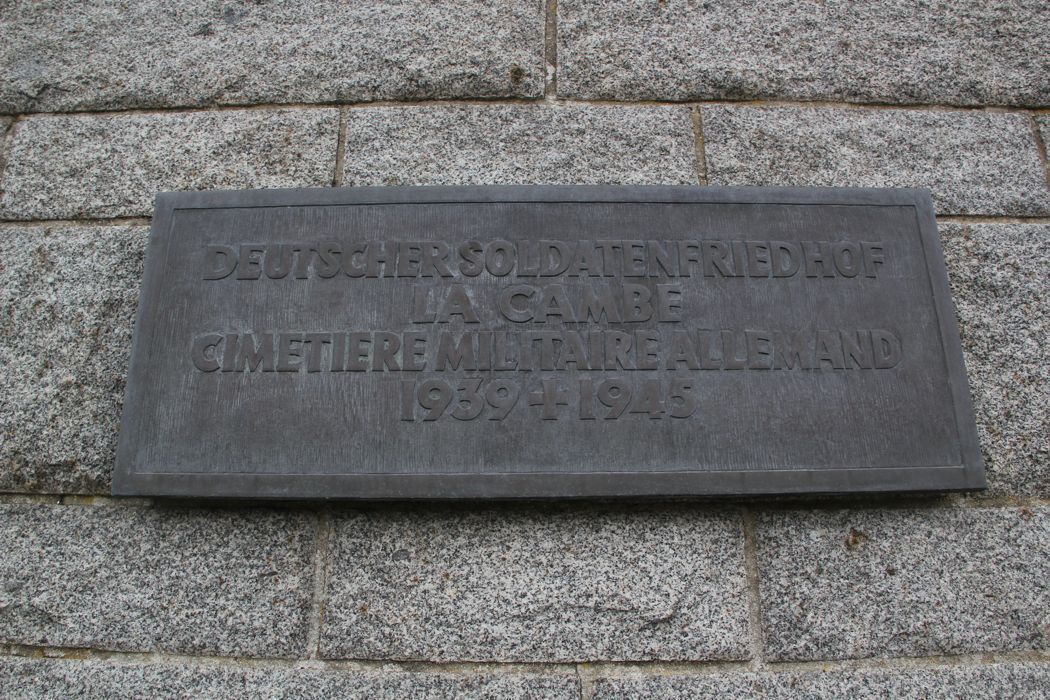 DEUTSCHER SOLDATENFRIEDHOF
LA CAMBE
CIMETIERE MILITAIRE ALLEMAND
1939 + 1945